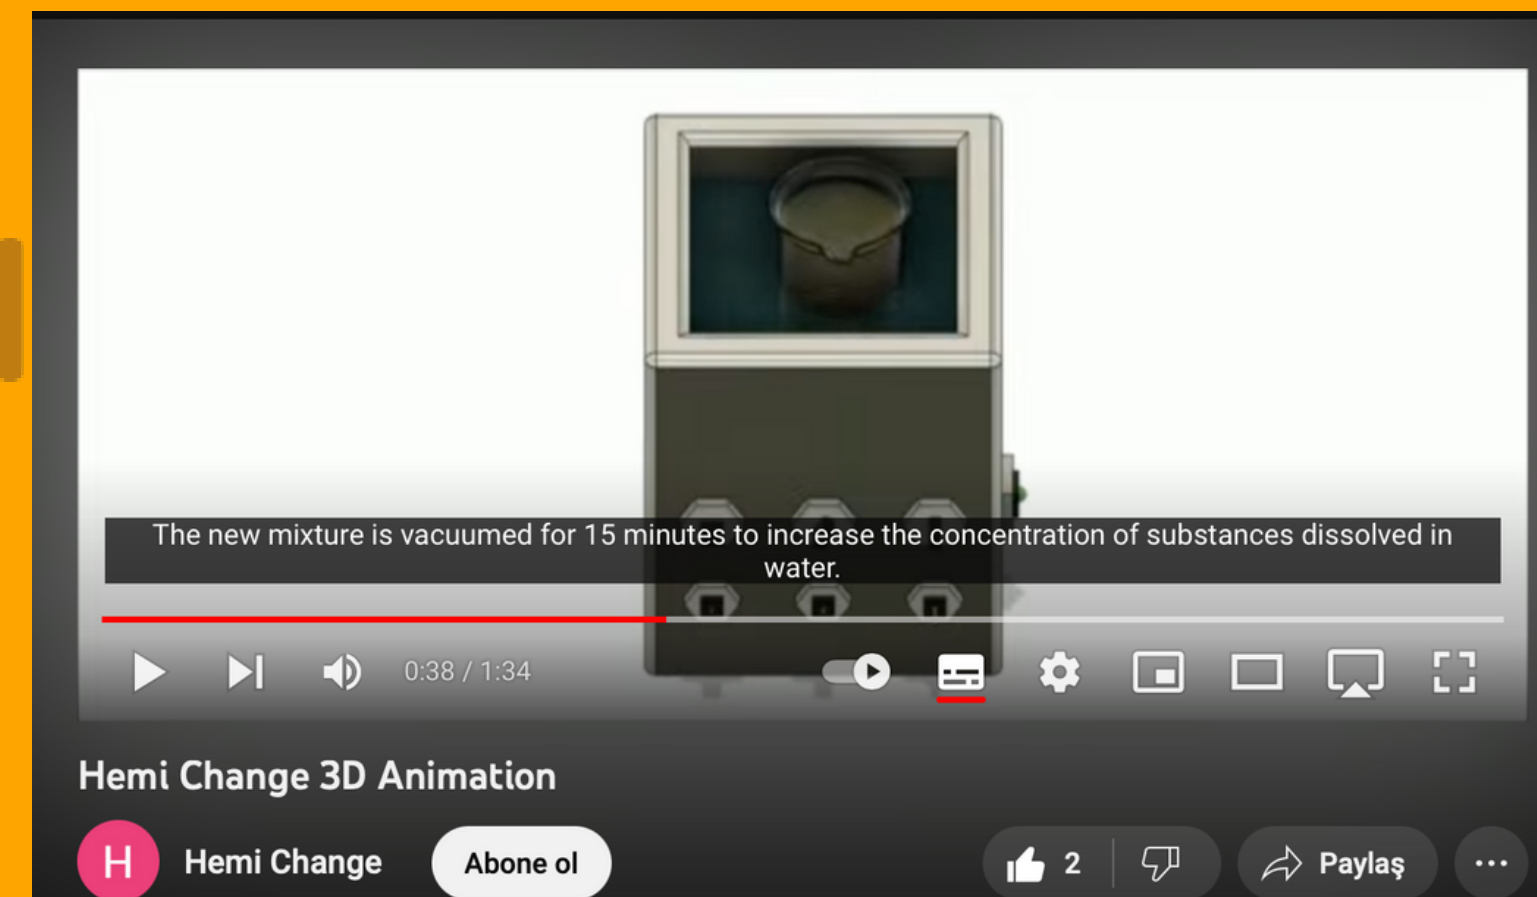 The new mixture is vacuumed for 15 minutes to increase the concentration of substances dissolved in
water.
0:38 / 1:34
Hemi Change 3D Animation
H
Hemi Change
Abone ol
2
Paylaş